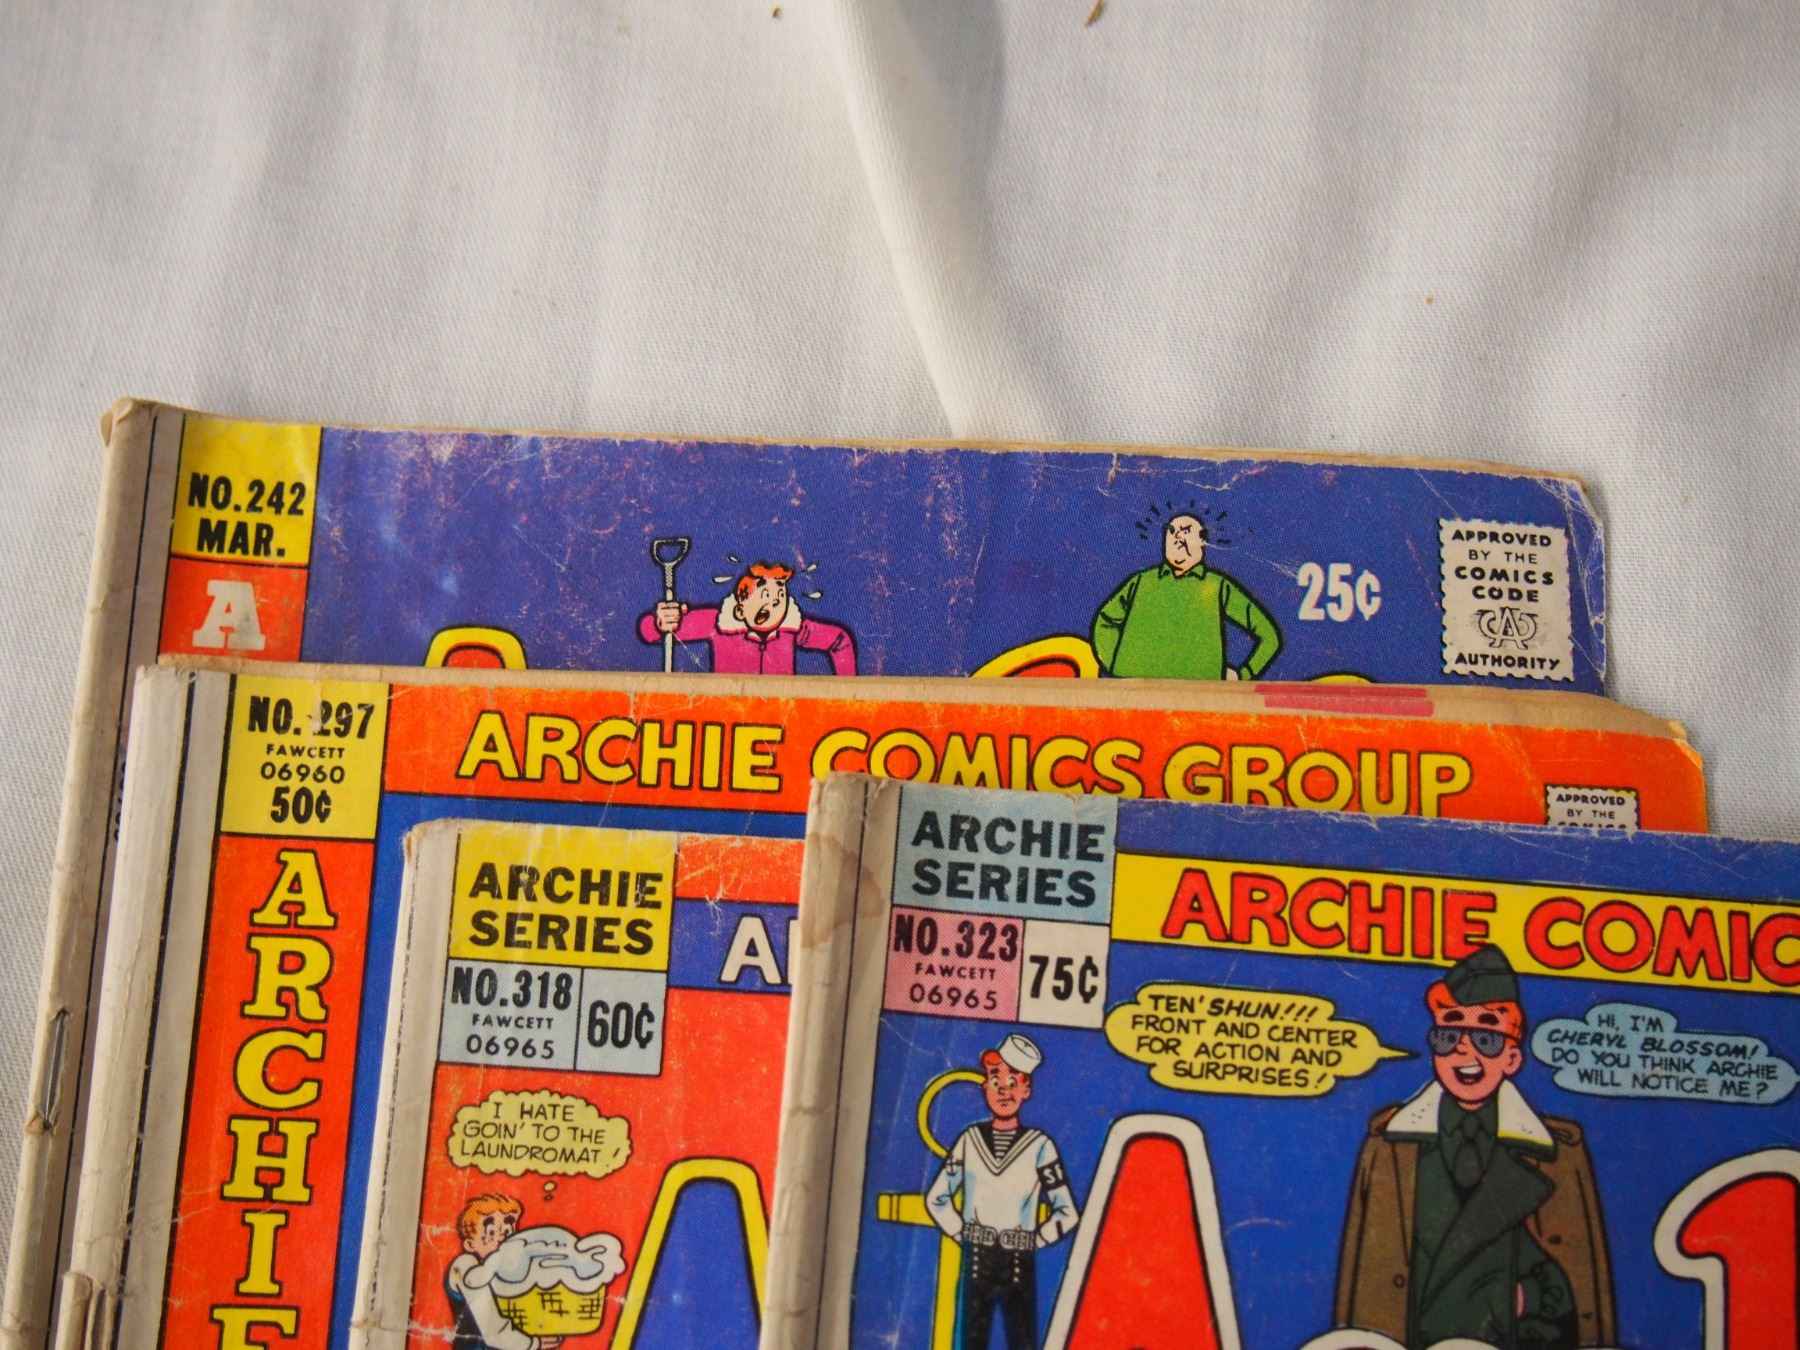 NO.242
MAR.
A
25¢
APPROVED
BY THE
COMICS
CODE
CA
AUTHORITY
NO. 297
FAWCETT
06960
50¢
ARCHIE COMICS GROUP
APPROVED
BY THE
COMICS
ARCHIE
ARCHIE
SERIES
NO.318
FAWCETT
06965
60¢
A
I HATE
GOIN' TO THE
LAUNDROMAT!
ARCHIE
SERIES
NO.323
FAWCETT
06965
75¢
ARCHIE COMIC
TEN'SHUN!!!
FRONT AND CENTER
FOR ACTION AND
SURPRISES!
HI, I'M
CHERYL BLOSSOM!
DO YOU THINK ARCHIE
WILL NOTICE ME?
SP
A